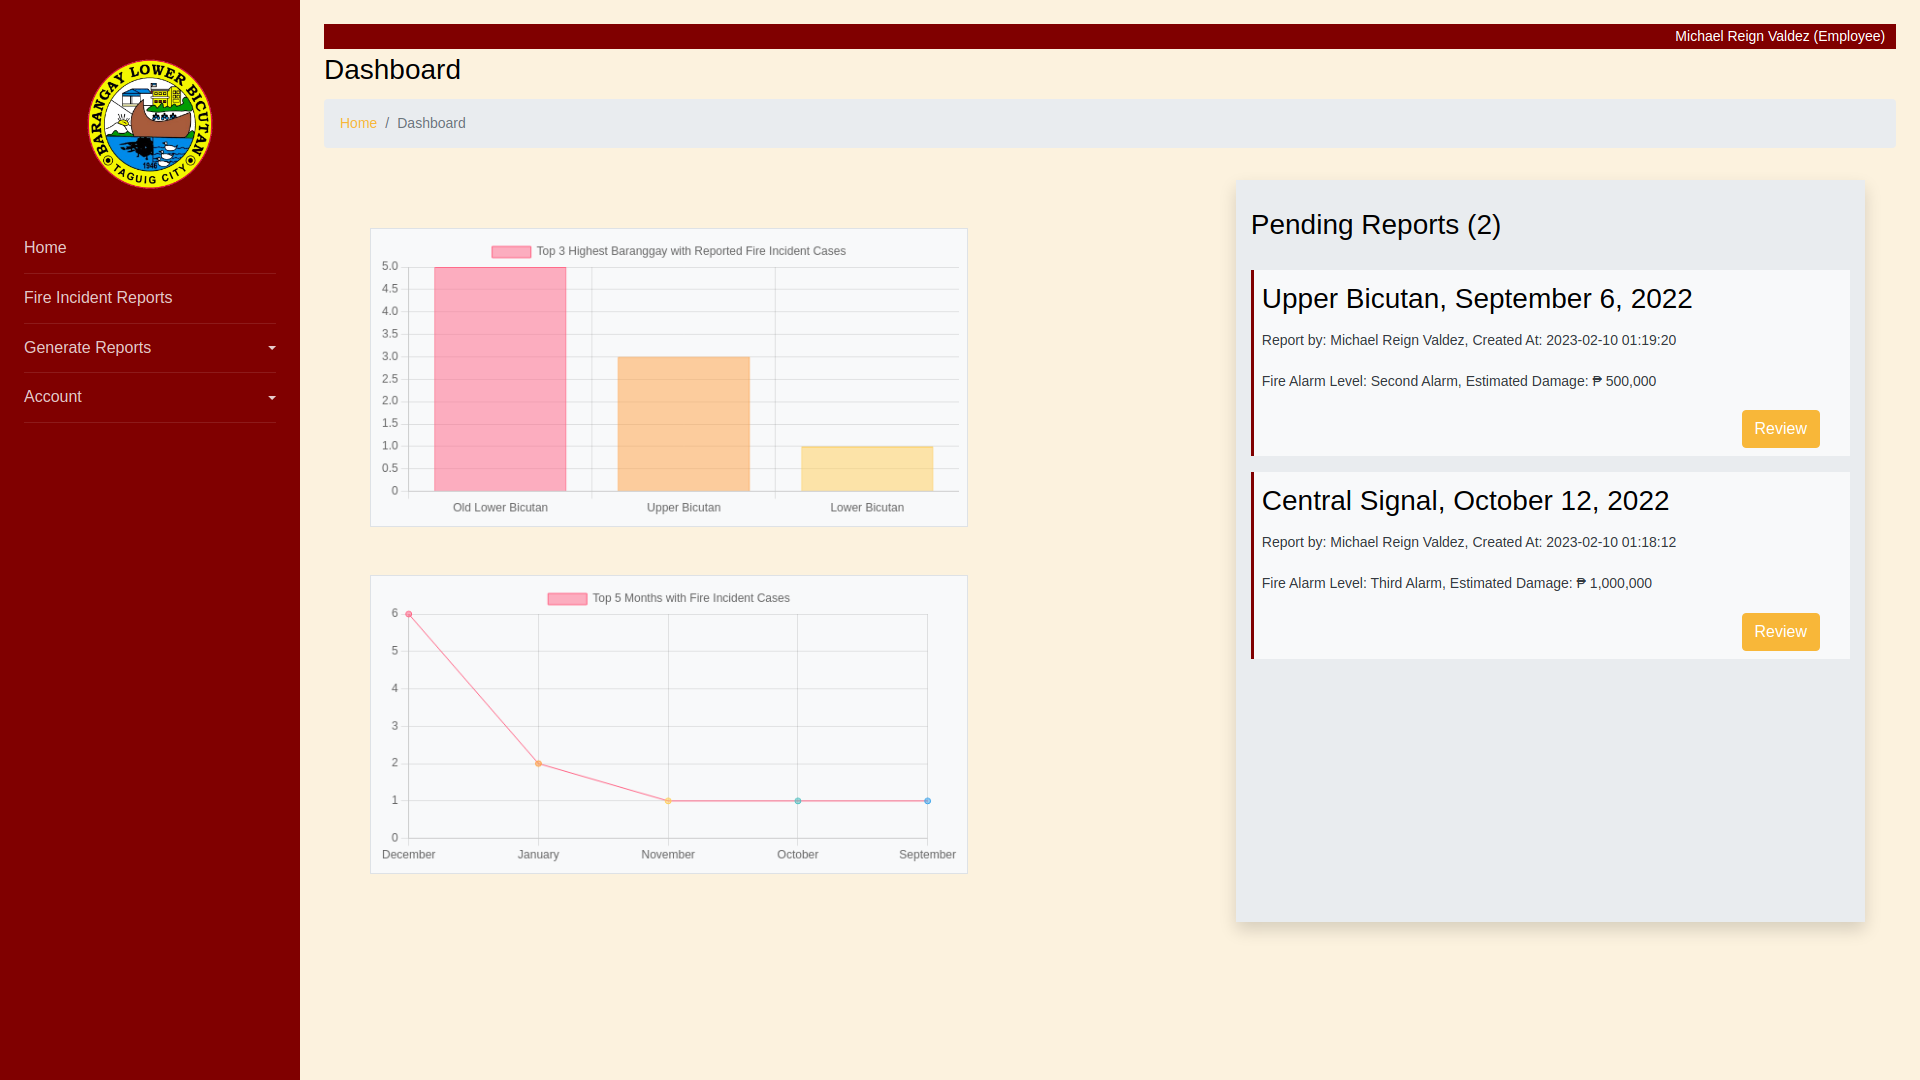 BARANGAY LOWER BICUTAN
1946
TAGUIG CITY
Home
Fire Incident Reports
Generate Reports
Account
Michael Reign Valdez (Employee)
Dashboard
Home / Dashboard
Top 3 Highest Baranggay with Reported Fire Incident Cases
5.0
4.5
4.0
3.5
3.0
2.5
2.0
1.5
1.0
0.5
0
Old Lower Bicutan Upper Bicutan Lower Bicutan
Top 5 Months with Fire Incident Cases
6
5
4
3
2
1
0
December January November October September
Pending Reports (2)
Upper Bicutan, September 6, 2022
Report by: Michael Reign Valdez, Created At: 2023-02-10 01:19:20
Fire Alarm Level: Second Alarm, Estimated Damage: ₱ 500,000
Review
Central Signal, October 12, 2022
Report by: Michael Reign Valdez, Created At: 2023-02-10 01:18:12
Fire Alarm Level: Third Alarm, Estimated Damage: ₱ 1,000,000
Review